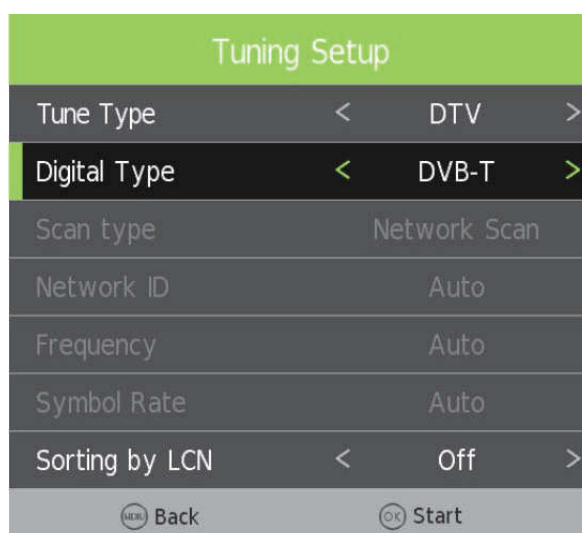 Tuning Setup
Tune Type < DTV >
Digital Type < DVB-T >
Scan type Network Scan
Network ID Auto
Frequency Auto
Symbol Rate Auto
Sorting by LCN < Off >
MENU Back OK Start